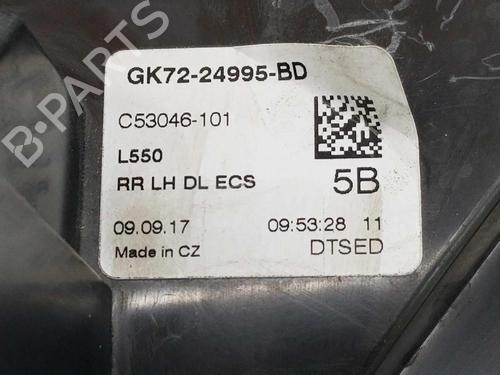 GK72-24995-BD
C53046-101
L550
RR LH DL ECS
5B
09.09.17
09:53:28 11
Made in CZ
DTSED
B-PARTS